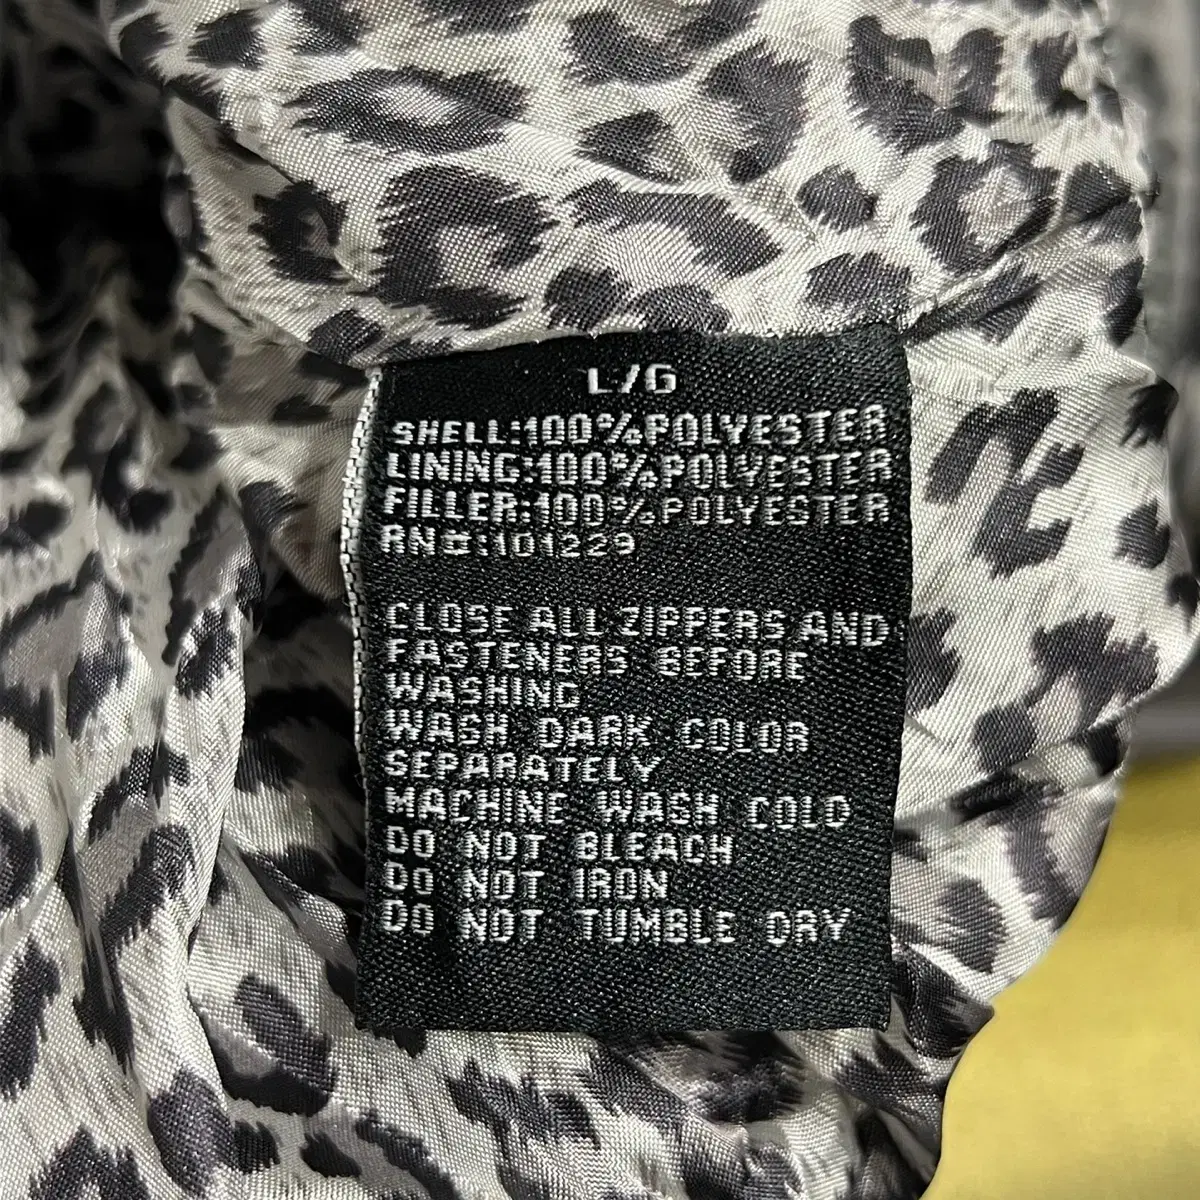 L/G
SHELL:100%POLYESTER
LINING:100%POLYESTER
FILLER:100%POLYESTER
RN#:101229
CLOSE ALL ZIPPERS AND
FASTENERS BEFORE
WASHING
WASH DARK COLOR
SEPARATELY
MACHINE WASH COLD
DO NOT BLEACH
DO NOT IRON
DO NOT TUMBLE DRY